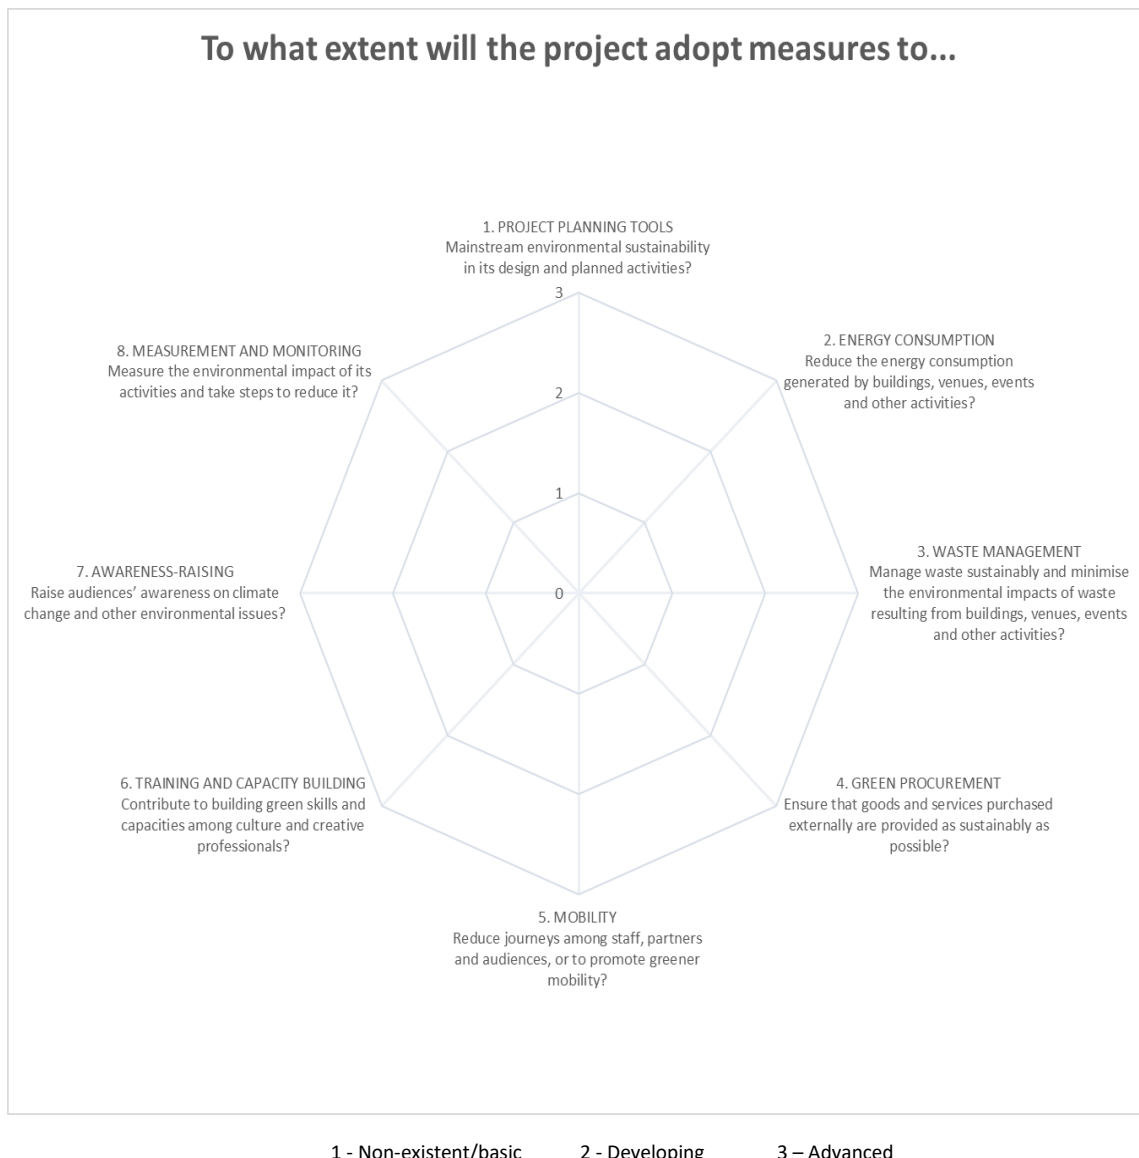 To what extent will the project adopt measures to...
1. PROJECT PLANNING TOOLS
Mainstream environmental sustainability
in its design and planned activities?
3
2
1
0
2. ENERGY CONSUMPTION
Reduce the energy consumption
generated by buildings, venues, events
and other activities?
3. WASTE MANAGEMENT
Manage waste sustainably and minimise
the environmental impacts of waste
resulting from buildings, venues, events
and other activities?
4. GREEN PROCUREMENT
Ensure that goods and services purchased
externally are provided as sustainably as
possible?
5. MOBILITY
Reduce journeys among staff, partners
and audiences, or to promote greener
mobility?
6. TRAINING AND CAPACITY BUILDING
Contribute to building green skills and
capacities among culture and creative
professionals?
7. AWARENESS-RAISING
Raise audiences’ awareness on climate
change and other environmental issues?
8. MEASUREMENT AND MONITORING
Measure the environmental impact of its
activities and take steps to reduce it?
1 - Non-existent/basic 2 - Developing 3 – Advanced